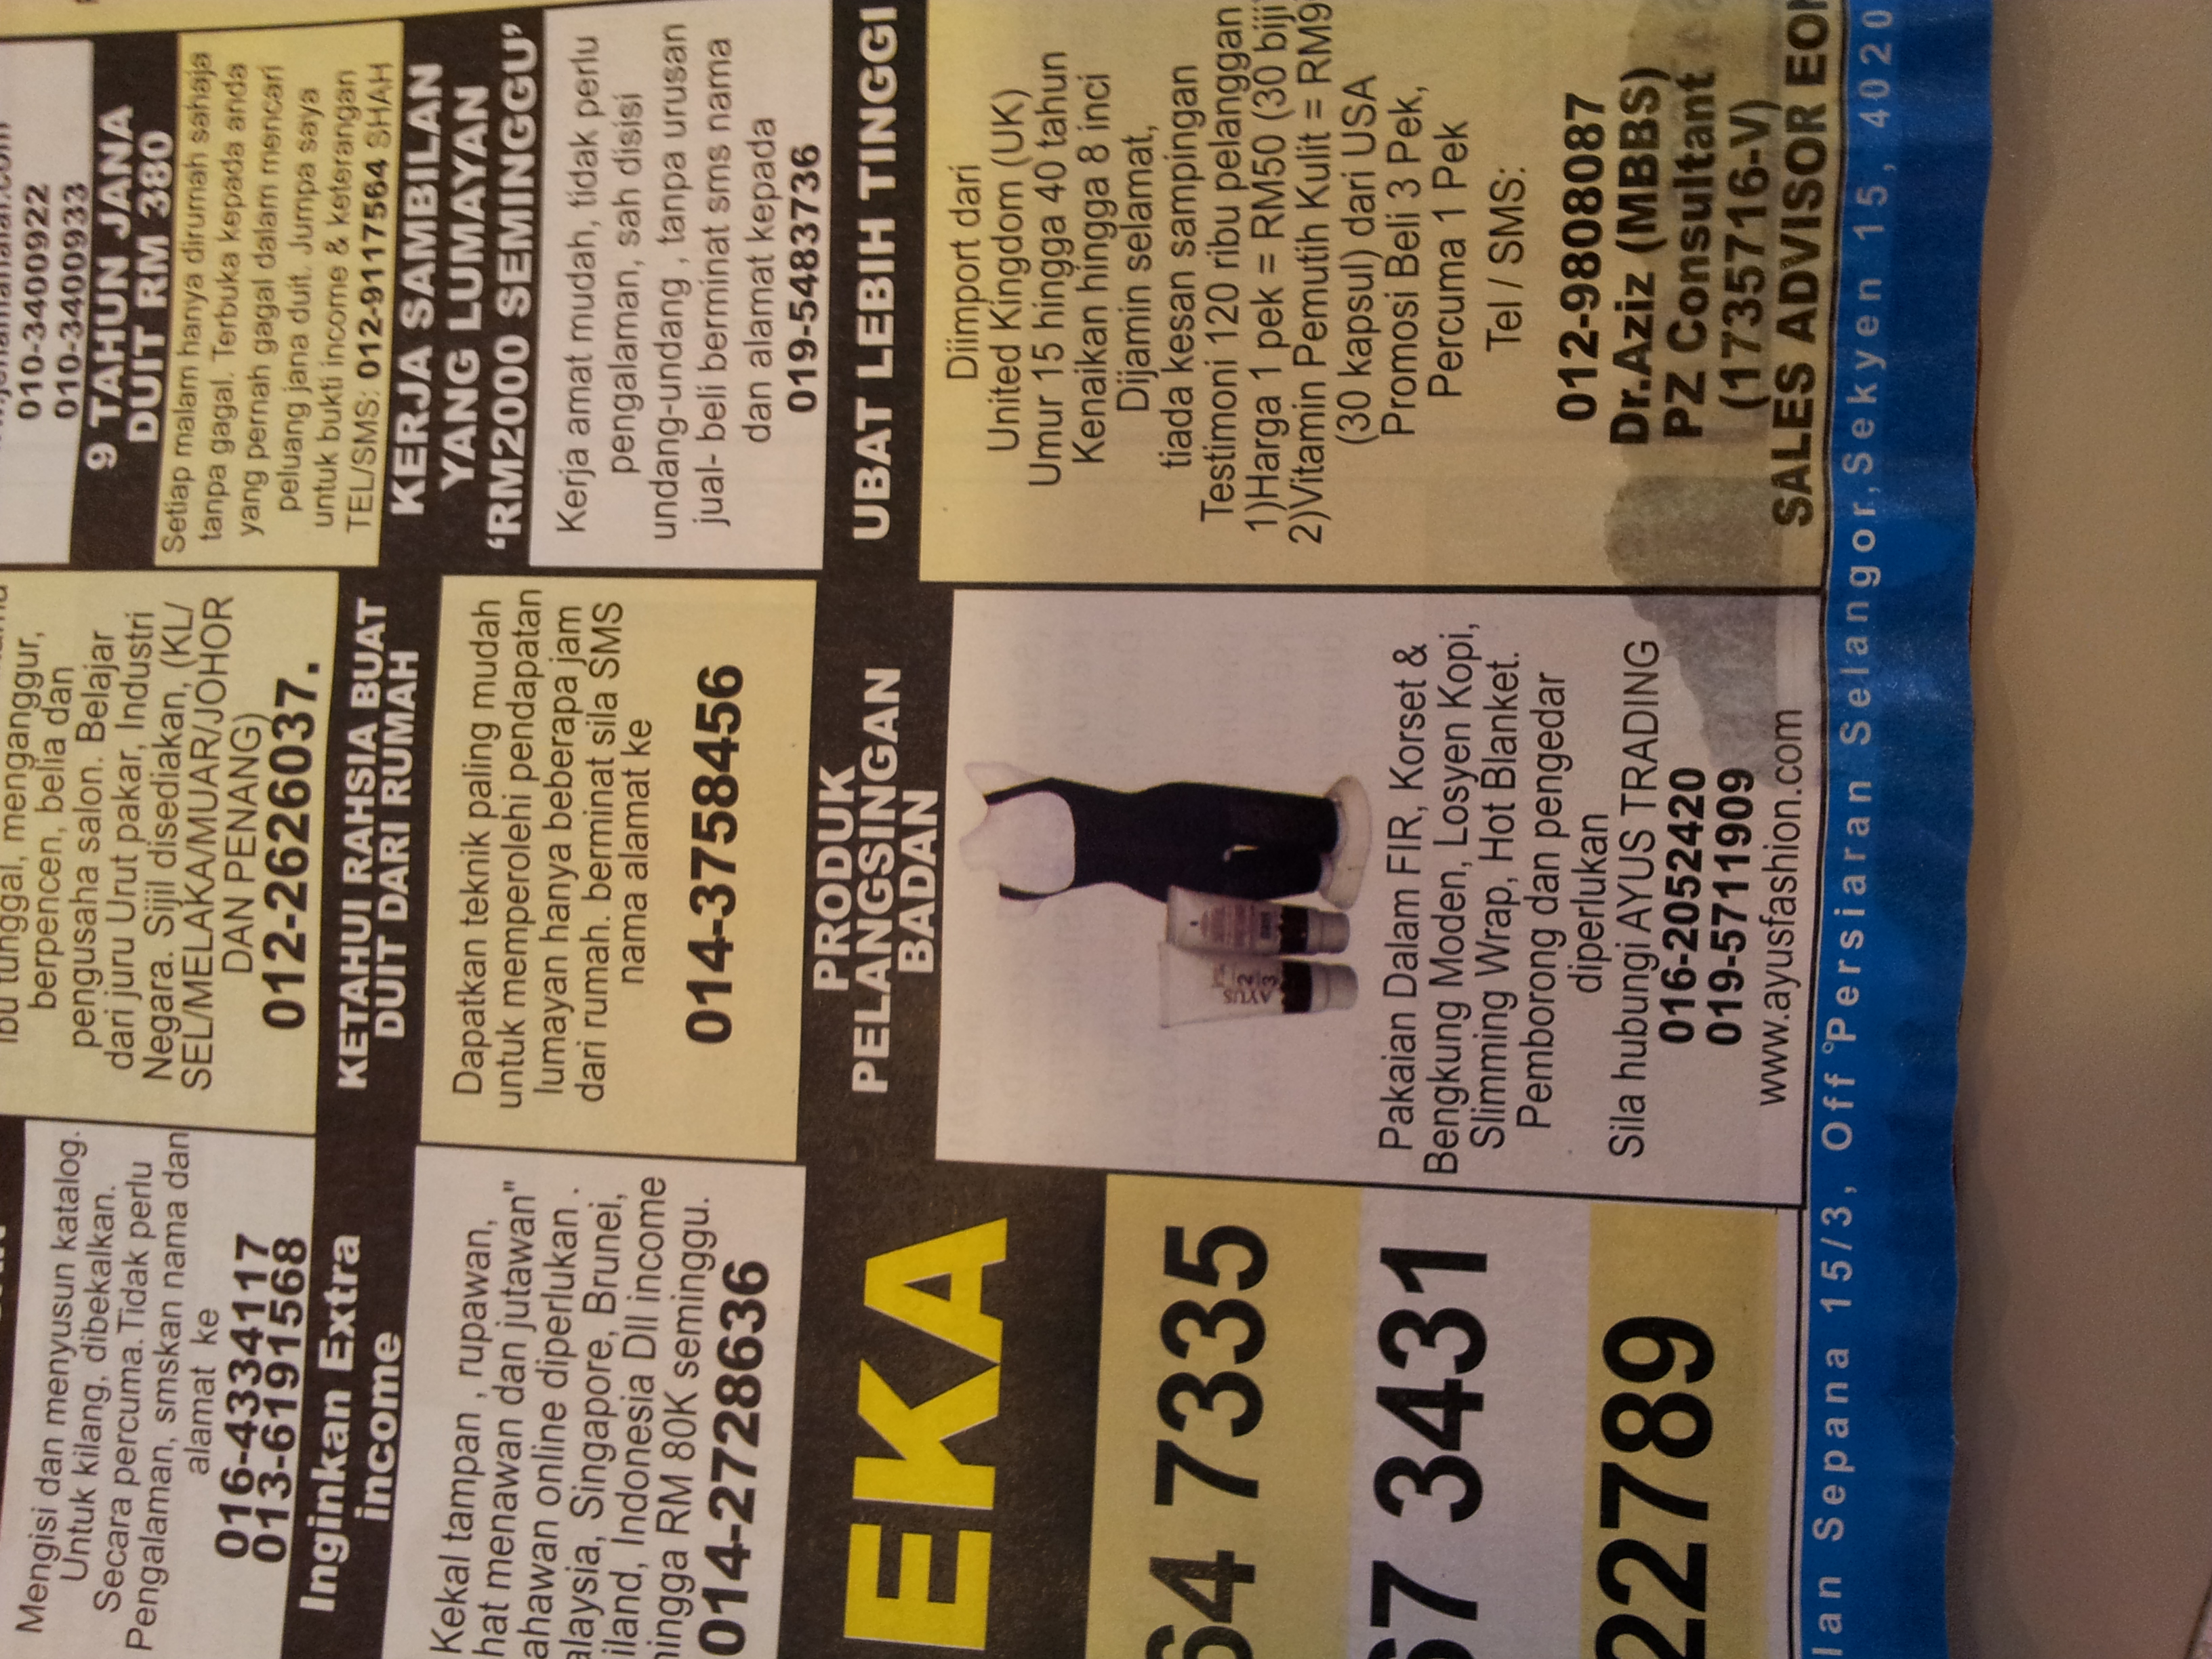 Mengisi dan menyusun katalog.
Untuk kilang, dibekalkan.
Secara percuma. Tidak perlu
Pengalaman, smskan nama dan
alamat ke
016-4334117
013-6191568
Inginkan Extra
income
Kekal tampan , rupawan,
hat menawan dan jutawan"
ahawan online diperlukan .
alaysia, Singapore, Brunei,
iland, Indonesia Dll income
ningga RM 80K seminggu.
014-2728636
EKA
64 7335
67 3431
22789
ibu tunggal, menganggur,
berpencen, belia dan
pengusaha salon. Belajar
dari juru Urut pakar, Industri
Negara. Sijil disediakan, (KL/
SEL/MELAKA/MUAR/JOHOR
DAN PENANG)
012-2626037.
KETAHUI RAHSIA BUAT
DUIT DARI RUMAH
Dapatkan teknik paling mudah
untuk memperolehi pendapatan
lumayan hanya beberapa jam
dari rumah. berminat sila SMS
nama alamat ke
014-3758456
PRODUK
PELANGSINGAN
BADAN
AYUS
Pakaian Dalam FIR, Korset &
Bengkung Moden, Losyen Kopi,
Slimming Wrap, Hot Blanket.
Pemborong dan pengedar
diperlukan
Sila hubungi AYUS TRADING
016-2052420
019-5711909
www.ayusfashion.com
010-3400922
010-3400933
9 TAHUN JANA
DUIT RM 380
Setiap malam hanya dirumah sahaja
tanpa gagal. Terbuka kepada anda
yang pernah gagal dalam mencari
peluang jana duit. Jumpa saya
untuk bukti income & keterangan
TEL/SMS: 012-9117564 SHAH
KERJA SAMBILAN
YANG LUMAYAN
'RM2000 SEMINGGU'
Kerja amat mudah, tidak perlu
pengalaman, sah disisi
undang-undang , tanpa urusan
jual- beli berminat sms nama
dan alamat kepada
019-5483736
UBAT LEBIH TINGGI
Diimport dari
United Kingdom (UK)
Umur 15 hingga 40 tahun
Kenaikan hingga 8 inci
Dijamin selamat,
tiada kesan sampingan
Testimoni 120 ribu pelanggan
1)Harga 1 pek = RM50 (30 biji
2)Vitamin Pemutih Kulit = RM9
(30 kapsul) dari USA
Promosi Beli 3 Pek,
Percuma 1 Pek
Tel / SMS:
012-9808087
Dr.Aziz (MBBS)
PZ Consultant
(1735716-V)
SALES ADVISOR EON
lan Sepana 15/3, Off Persiaran Selangor,Sekyen 15, 4020